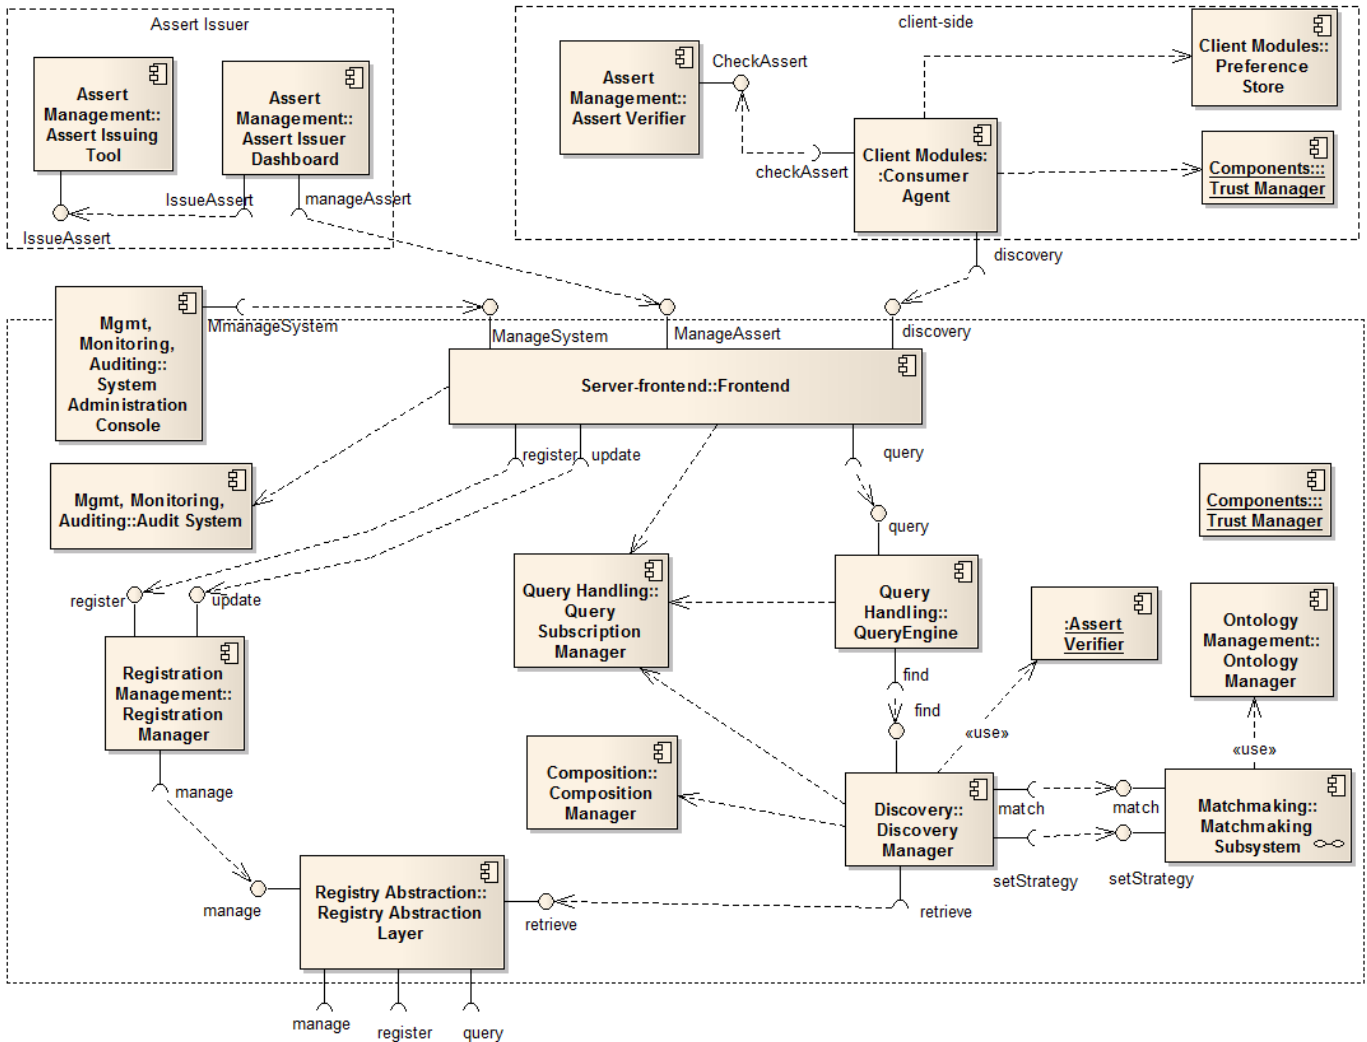 Assert Issuer
client-side
Assert
Management::
Assert Issuing
Tool
Assert
Management::
Assert Issuer
Dashboard
IssueAssert
manageAssert
IssueAssert
Assert
Management::
Assert Verifier
CheckAssert
checkAssert
Client Modules:
:Consumer
Agent
Client Modules::
Preference
Store
Components:::
Trust Manager
discovery
Mgmt,
Monitoring,
Auditing::
System
Administration
Console
MmanageSystem
ManageSystem
ManageAssert
discovery
Server-frontend::Frontend
register
update
query
Mgmt, Monitoring,
Auditing::Audit System
Components:::
Trust Manager
query
register
update
Query Handling::
Query
Subscription
Manager
Query
Handling::
QueryEngine
:Assert
Verifier
Ontology
Management::
Ontology
Manager
Registration
Management::
Registration
Manager
find
find
«use»
«use»
manage
Composition::
Composition
Manager
Discovery::
Discovery
Manager
match
match
setStrategy
setStrategy
Matchmaking::
Matchmaking
Subsystem
manage
Registry Abstraction::
Registry Abstraction
Layer
retrieve
retrieve
manage
register
query